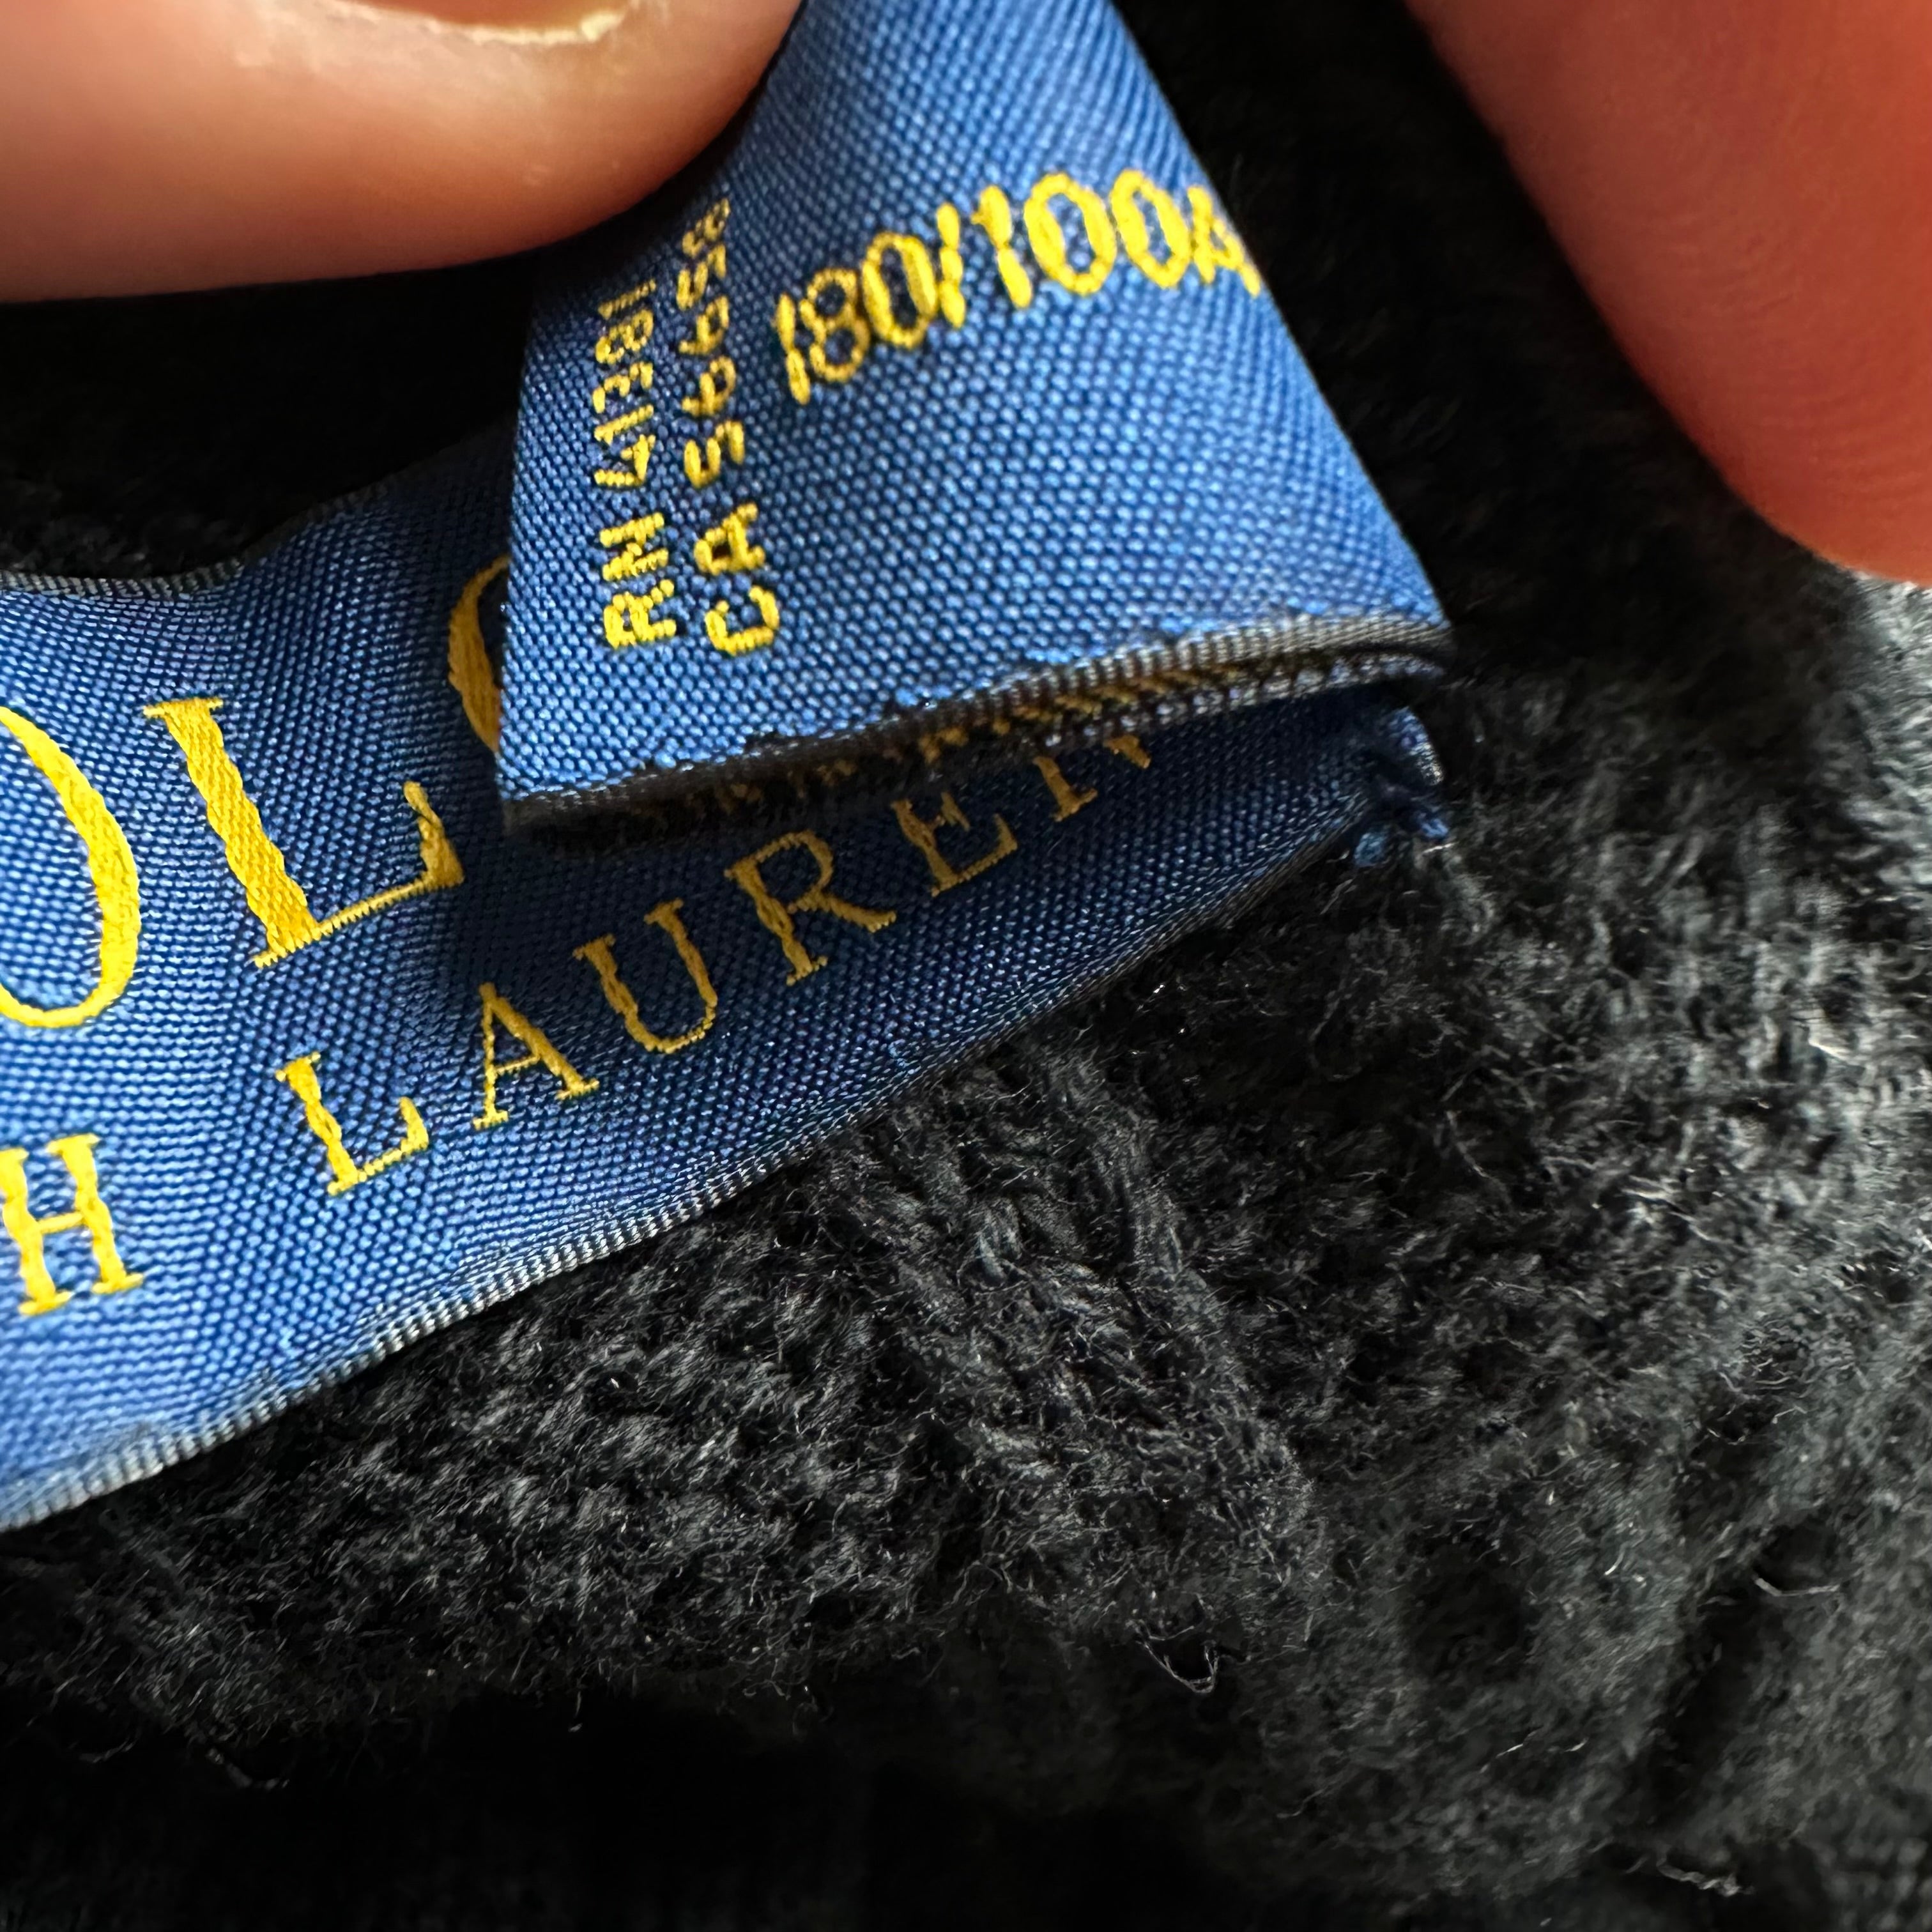 RN 41381
CA 56658
180/100A
OLO
H LAUREN